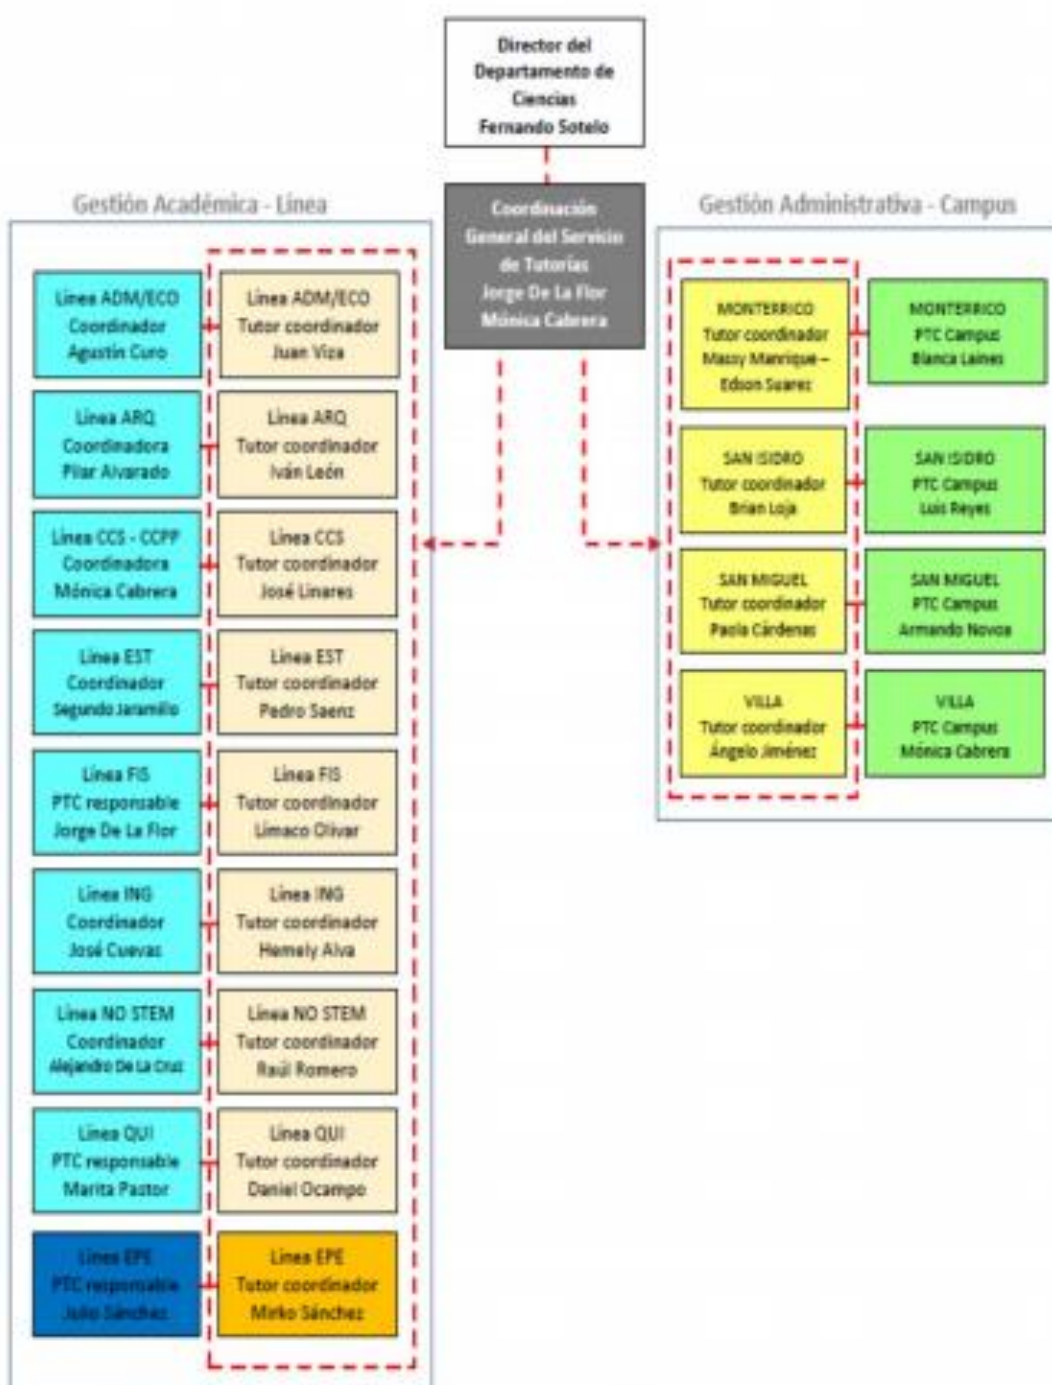 Director del
Departamento de
Ciencias
Fernando Sotelo
Coordinación
General del Servicio
de Tutorías
Jorge De La Flor
Mónica Cabrera
Gestión Académica - Línea
Línea ADM/ECO
Coordinador
Agustín Curo
Línea ADM/ECO
Tutor coordinador
Juan Viza
Línea ARQ
Coordinadora
Pilar Alvarado
Línea ARQ
Tutor coordinador
Iván León
Línea CCS - CCPP
Coordinadora
Mónica Cabrera
Línea CCS
Tutor coordinador
José Linares
Línea EST
Coordinador
Segundo Jaramillo
Línea EST
Tutor coordinador
Pedro Saenz
Línea FIS
PTC responsable
Jorge De La Flor
Línea FIS
Tutor coordinador
Limaco Olivar
Línea ING
Coordinador
José Cuevas
Línea ING
Tutor coordinador
Hemely Alva
Línea NO STEM
Coordinador
Alejandro De La Cruz
Línea NO STEM
Tutor coordinador
Raúl Romero
Línea QUI
PTC responsable
Marita Pastor
Línea QUI
Tutor coordinador
Daniel Ocampo
Línea EPE
PTC responsable
Julio Sánchez
Línea EPE
Tutor coordinador
Mirko Sánchez
Gestión Administrativa - Campus
MONTERRICO
Tutor coordinador
Massy Manrique –
Edson Suarez
MONTERRICO
PTC Campus
Blanca Laines
SAN ISIDRO
Tutor coordinador
Brian Loja
SAN ISIDRO
PTC Campus
Luis Reyes
SAN MIGUEL
Tutor coordinador
Paola Cárdenas
SAN MIGUEL
PTC Campus
Armando Novoa
VILLA
Tutor coordinador
Ángelo Jiménez
VILLA
PTC Campus
Mónica Cabrera